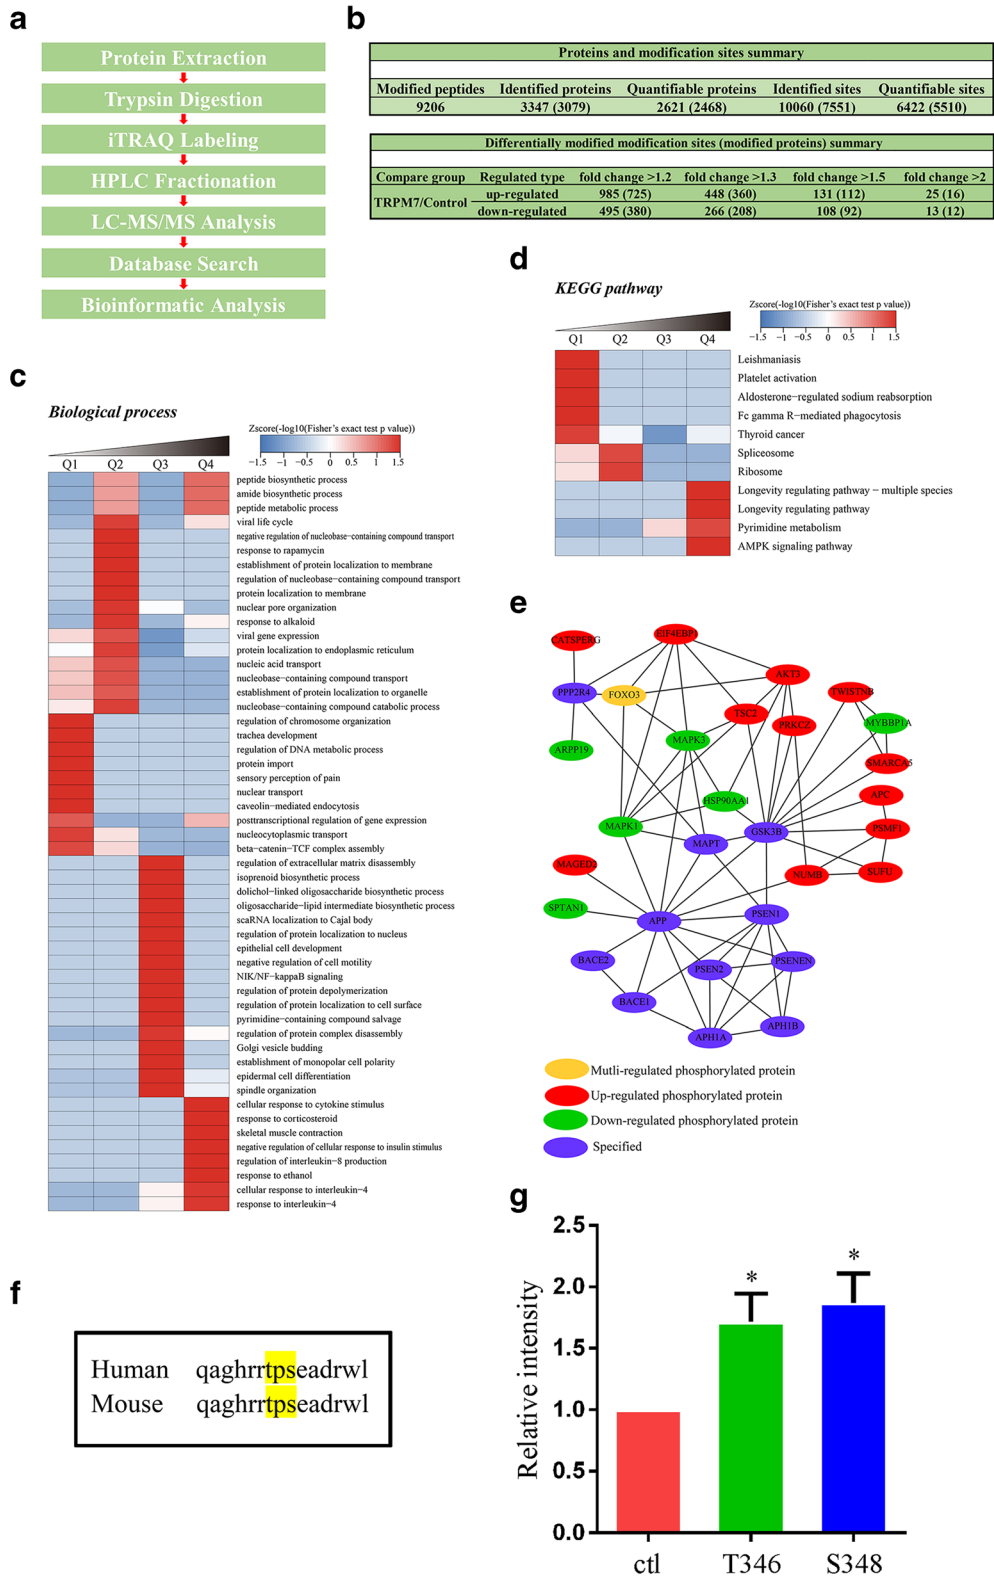 a
Protein Extraction
Trypsin Digestion
iTRAQ Labeling
HPLC Fractionation
LC-MS/MS Analysis
Database Search
Bioinformatic Analysis
b
Proteins and modification sites summary
Modified peptides Identified proteins Quantifiable proteins Identified sites Quantifiable sites
9206 3347 (3079) 2621 (2468) 10060 (7551) 6422 (5510)
Differentially modified modification sites (modified proteins) summary
Compare group Regulated type fold change >1.2 fold change >1.3 fold change >1.5 fold change >2
TRPM7/Control
up-regulated 985 (725) 448 (360) 131 (112) 25 (16)
down-regulated 495 (380) 266 (208) 108 (92) 13 (12)
c
Biological process
Zscore(-log10(Fisher's exact test p value))
−1.5 −1 −0.5 0 0.5 1 1.5
Q1 Q2 Q3 Q4
peptide biosynthetic process
amide biosynthetic process
peptide metabolic process
viral life cycle
negative regulation of nucleobase−containing compound transport
response to rapamycin
establishment of protein localization to membrane
regulation of nucleobase−containing compound transport
protein localization to membrane
nuclear pore organization
response to alkaloid
viral gene expression
protein localization to endoplasmic reticulum
nucleic acid transport
nucleobase−containing compound transport
establishment of protein localization to organelle
nucleobase−containing compound catabolic process
regulation of chromosome organization
trachea development
regulation of DNA metabolic process
protein import
sensory perception of pain
nuclear transport
caveolin−mediated endocytosis
posttranscriptional regulation of gene expression
nucleocytoplasmic transport
beta−catenin−TCF complex assembly
regulation of extracellular matrix disassembly
isoprenoid biosynthetic process
dolichol−linked oligosaccharide biosynthetic process
oligosaccharide−lipid intermediate biosynthetic process
scaRNA localization to Cajal body
regulation of protein localization to nucleus
epithelial cell development
negative regulation of cell motility
NIK/NF−kappaB signaling
regulation of protein depolymerization
regulation of protein localization to cell surface
pyrimidine−containing compound salvage
regulation of protein complex disassembly
Golgi vesicle budding
establishment of monopolar cell polarity
epidermal cell differentiation
spindle organization
cellular response to cytokine stimulus
response to corticosteroid
skeletal muscle contraction
negative regulation of cellular response to insulin stimulus
regulation of interleukin−8 production
response to ethanol
cellular response to interleukin−4
response to interleukin−4
d
KEGG pathway
Zscore(-log10(Fisher's exact test p value))
−1.5 −1 −0.5 0 0.5 1 1.5
Q1 Q2 Q3 Q4
Leishmaniasis
Platelet activation
Aldosterone−regulated sodium reabsorption
Fc gamma R−mediated phagocytosis
Thyroid cancer
Spliceosome
Ribosome
Longevity regulating pathway − multiple species
Longevity regulating pathway
Pyrimidine metabolism
AMPK signaling pathway
e
CATSPERG
EIF4EBP1
PPP2R4
FOXO3
AKT3
TWISTNB
TSC2
PRKCZ
MYBBP1A
ARPP19
MAPK3
SMARCA5
HSP90AA1
APC
MAPK1
GSK3B
PSMF1
MAPT
MAGED2
NUMB
SUFU
SPTAN1
APP
PSEN1
BACE2
PSEN2
PSENEN
BACE1
APH1B
APH1A
Mutli-regulated phosphorylated protein
Up-regulated phosphorylated protein
Down-regulated phosphorylated protein
Specified
f
Human qaghrrtpseadrwl
Mouse qaghrrtpseadrwl
g
Relative intensity
2.5
2.0
1.5
1.0
0.5
0.0
* *
ctl T346 S348